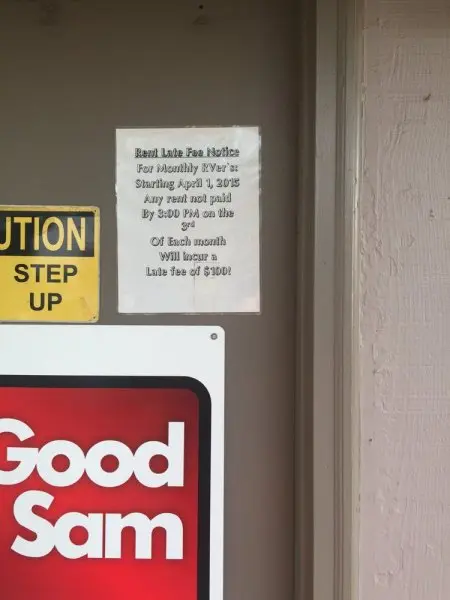 Rent Late Fee Notice
For Monthly RVer's:
Starting April 1, 2015
Any rent not paid
By 3:00 PM on the
3rd
Of Each month
Will incur a
Late fee of $100!
UTION
STEP
UP
Good
Sam